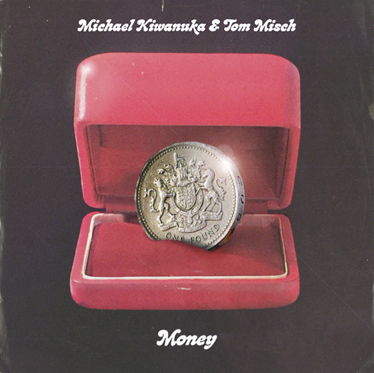 Michael Kiwanuka & Tom Misch
ONE POUND
Money